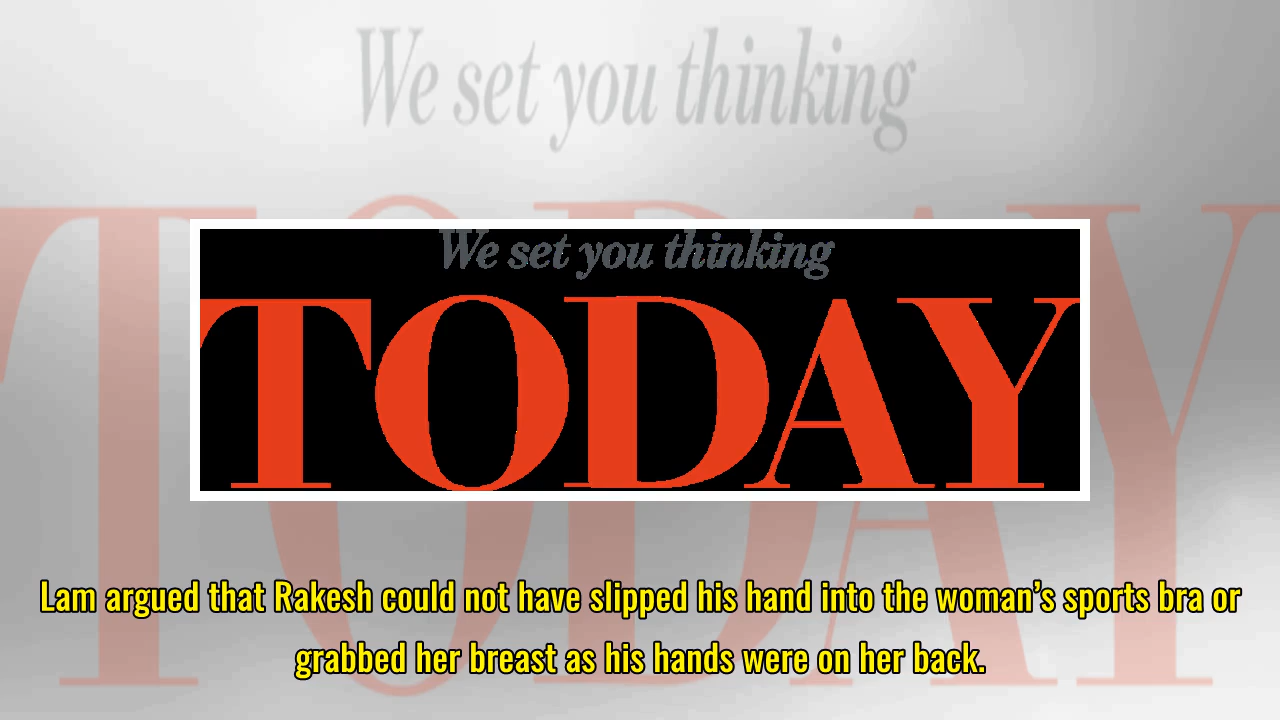 We set you thinking
TODAY
We set you thinking
TODAY
Lam argued that Rakesh could not have slipped his hand into the woman’s sports bra or
grabbed her breast as his hands were on her back.